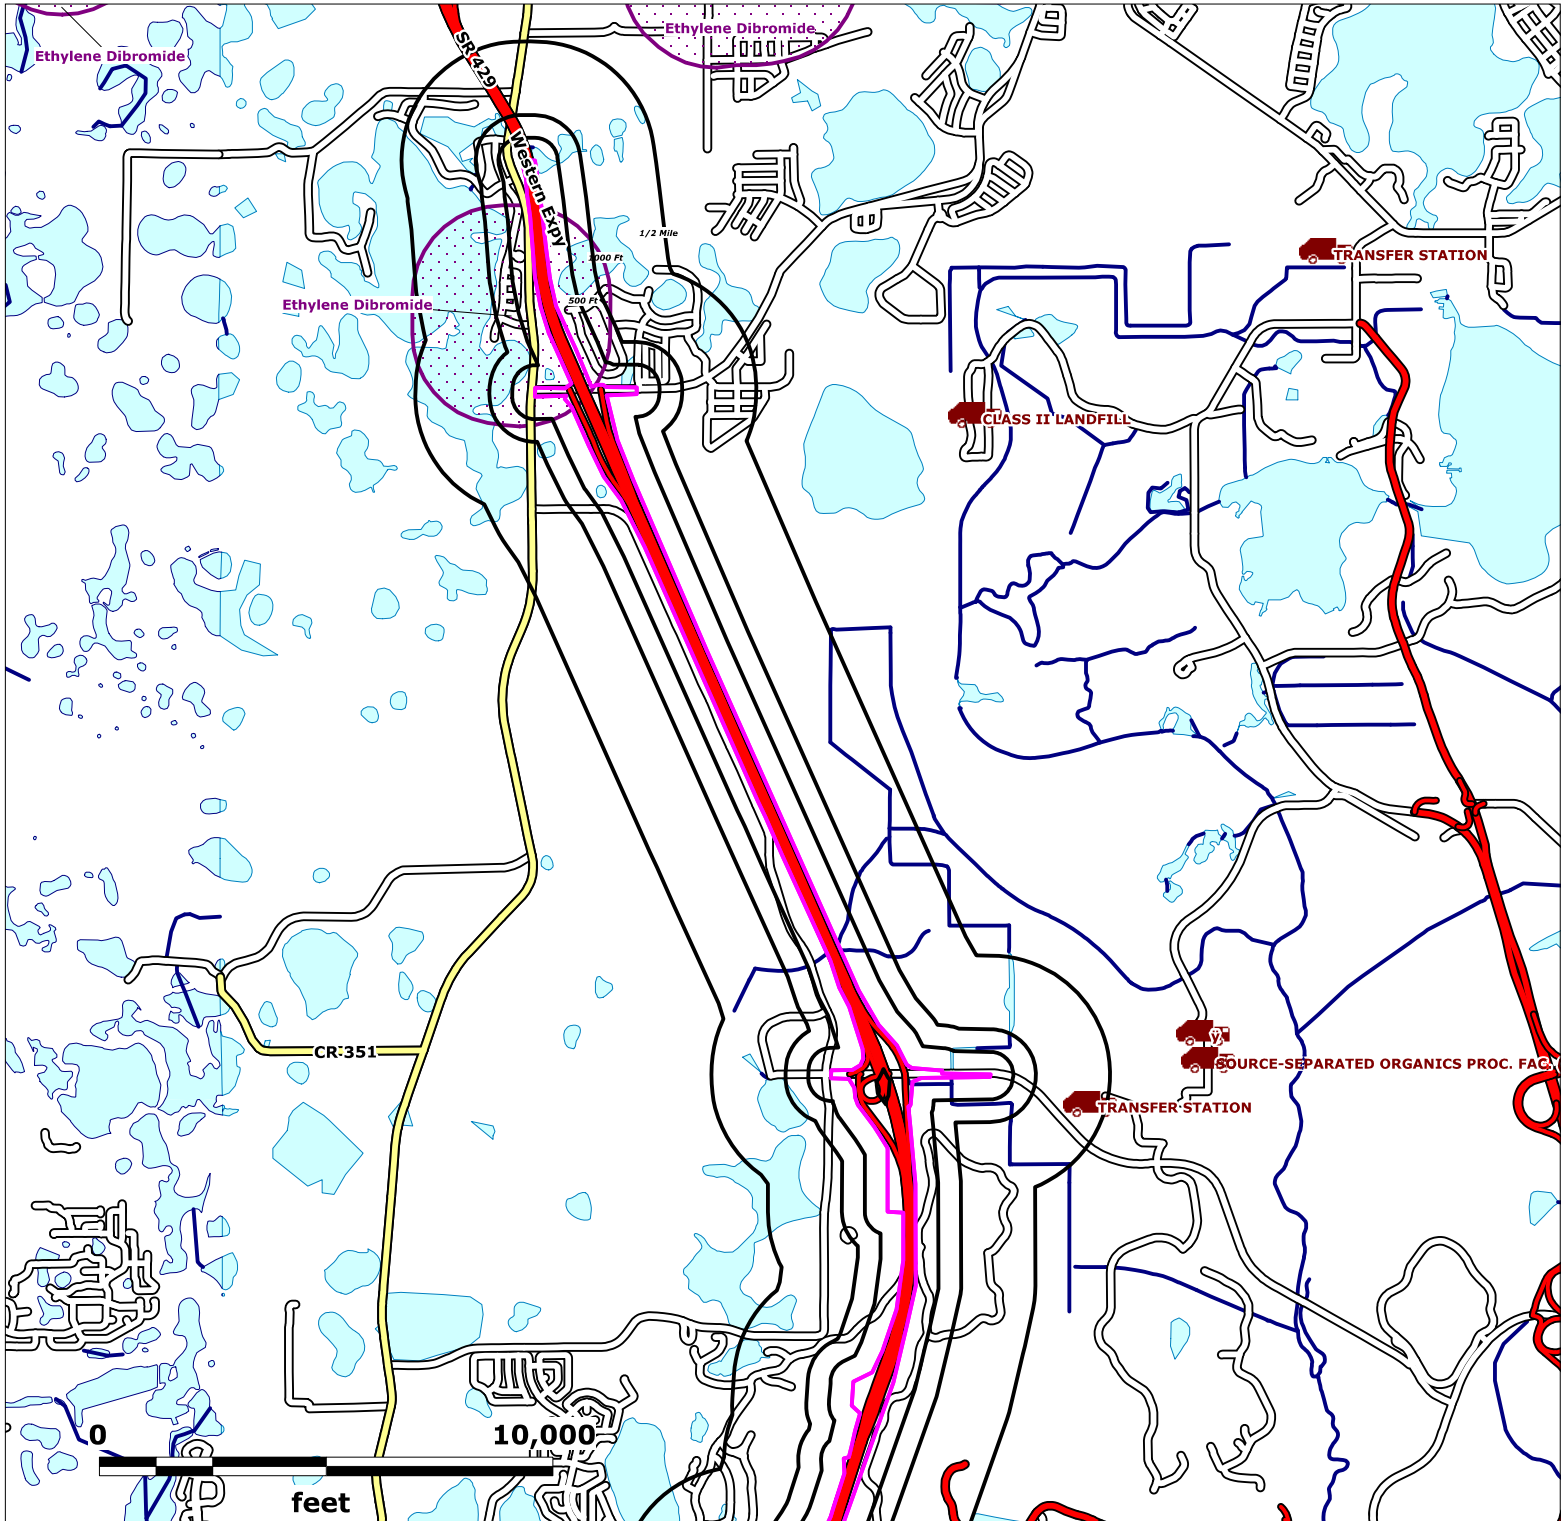 Ethylene Dibromide
SR 429
Ethylene Dibromide
Western Expy
1/2 Mile
TRANSFER STATION
1000 Ft
500 Ft
Ethylene Dibromide
CLASS II LANDFILL
SOURCE-SEPARATED ORGANICS PROC. FAC.
CR 351
TRANSFER STATION
0 10,000
feet